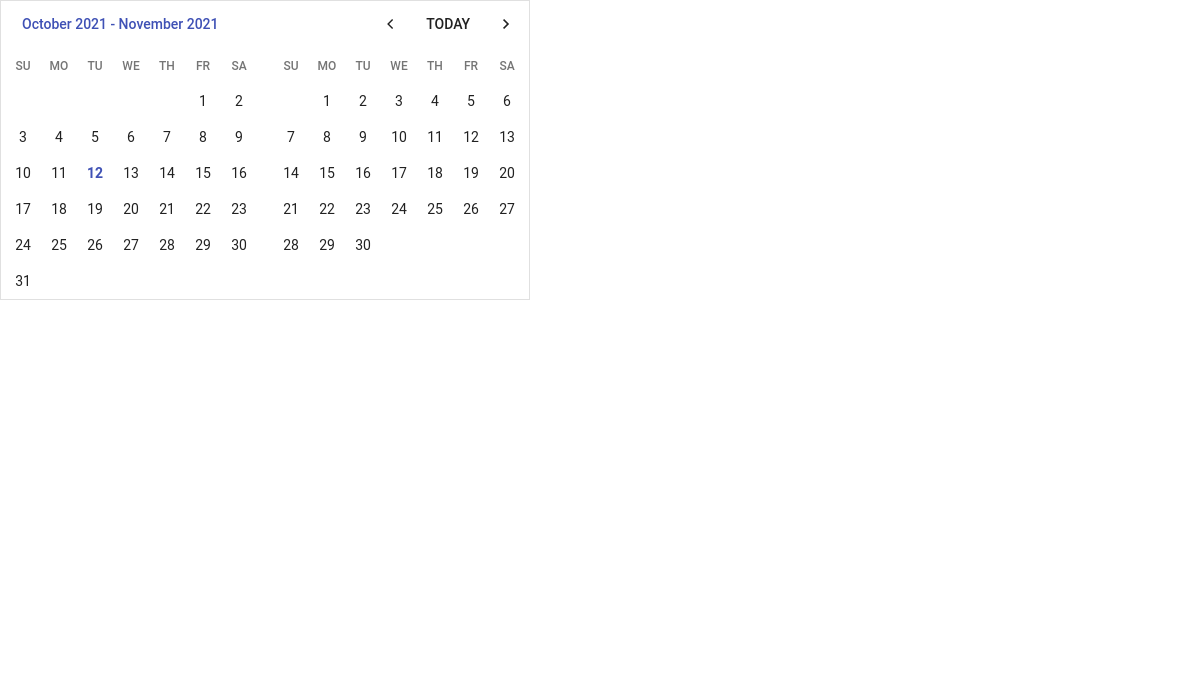 October 2021 - November 2021 TODAY
SU MO TU WE TH FR SA SU MO TU WE TH FR SA
1 2 1 2 3 4 5 6
3 4 5 6 7 8 9 7 8 9 10 11 12 13
10 11 12 13 14 15 16 14 15 16 17 18 19 20
17 18 19 20 21 22 23 21 22 23 24 25 26 27
24 25 26 27 28 29 30 28 29 30
31